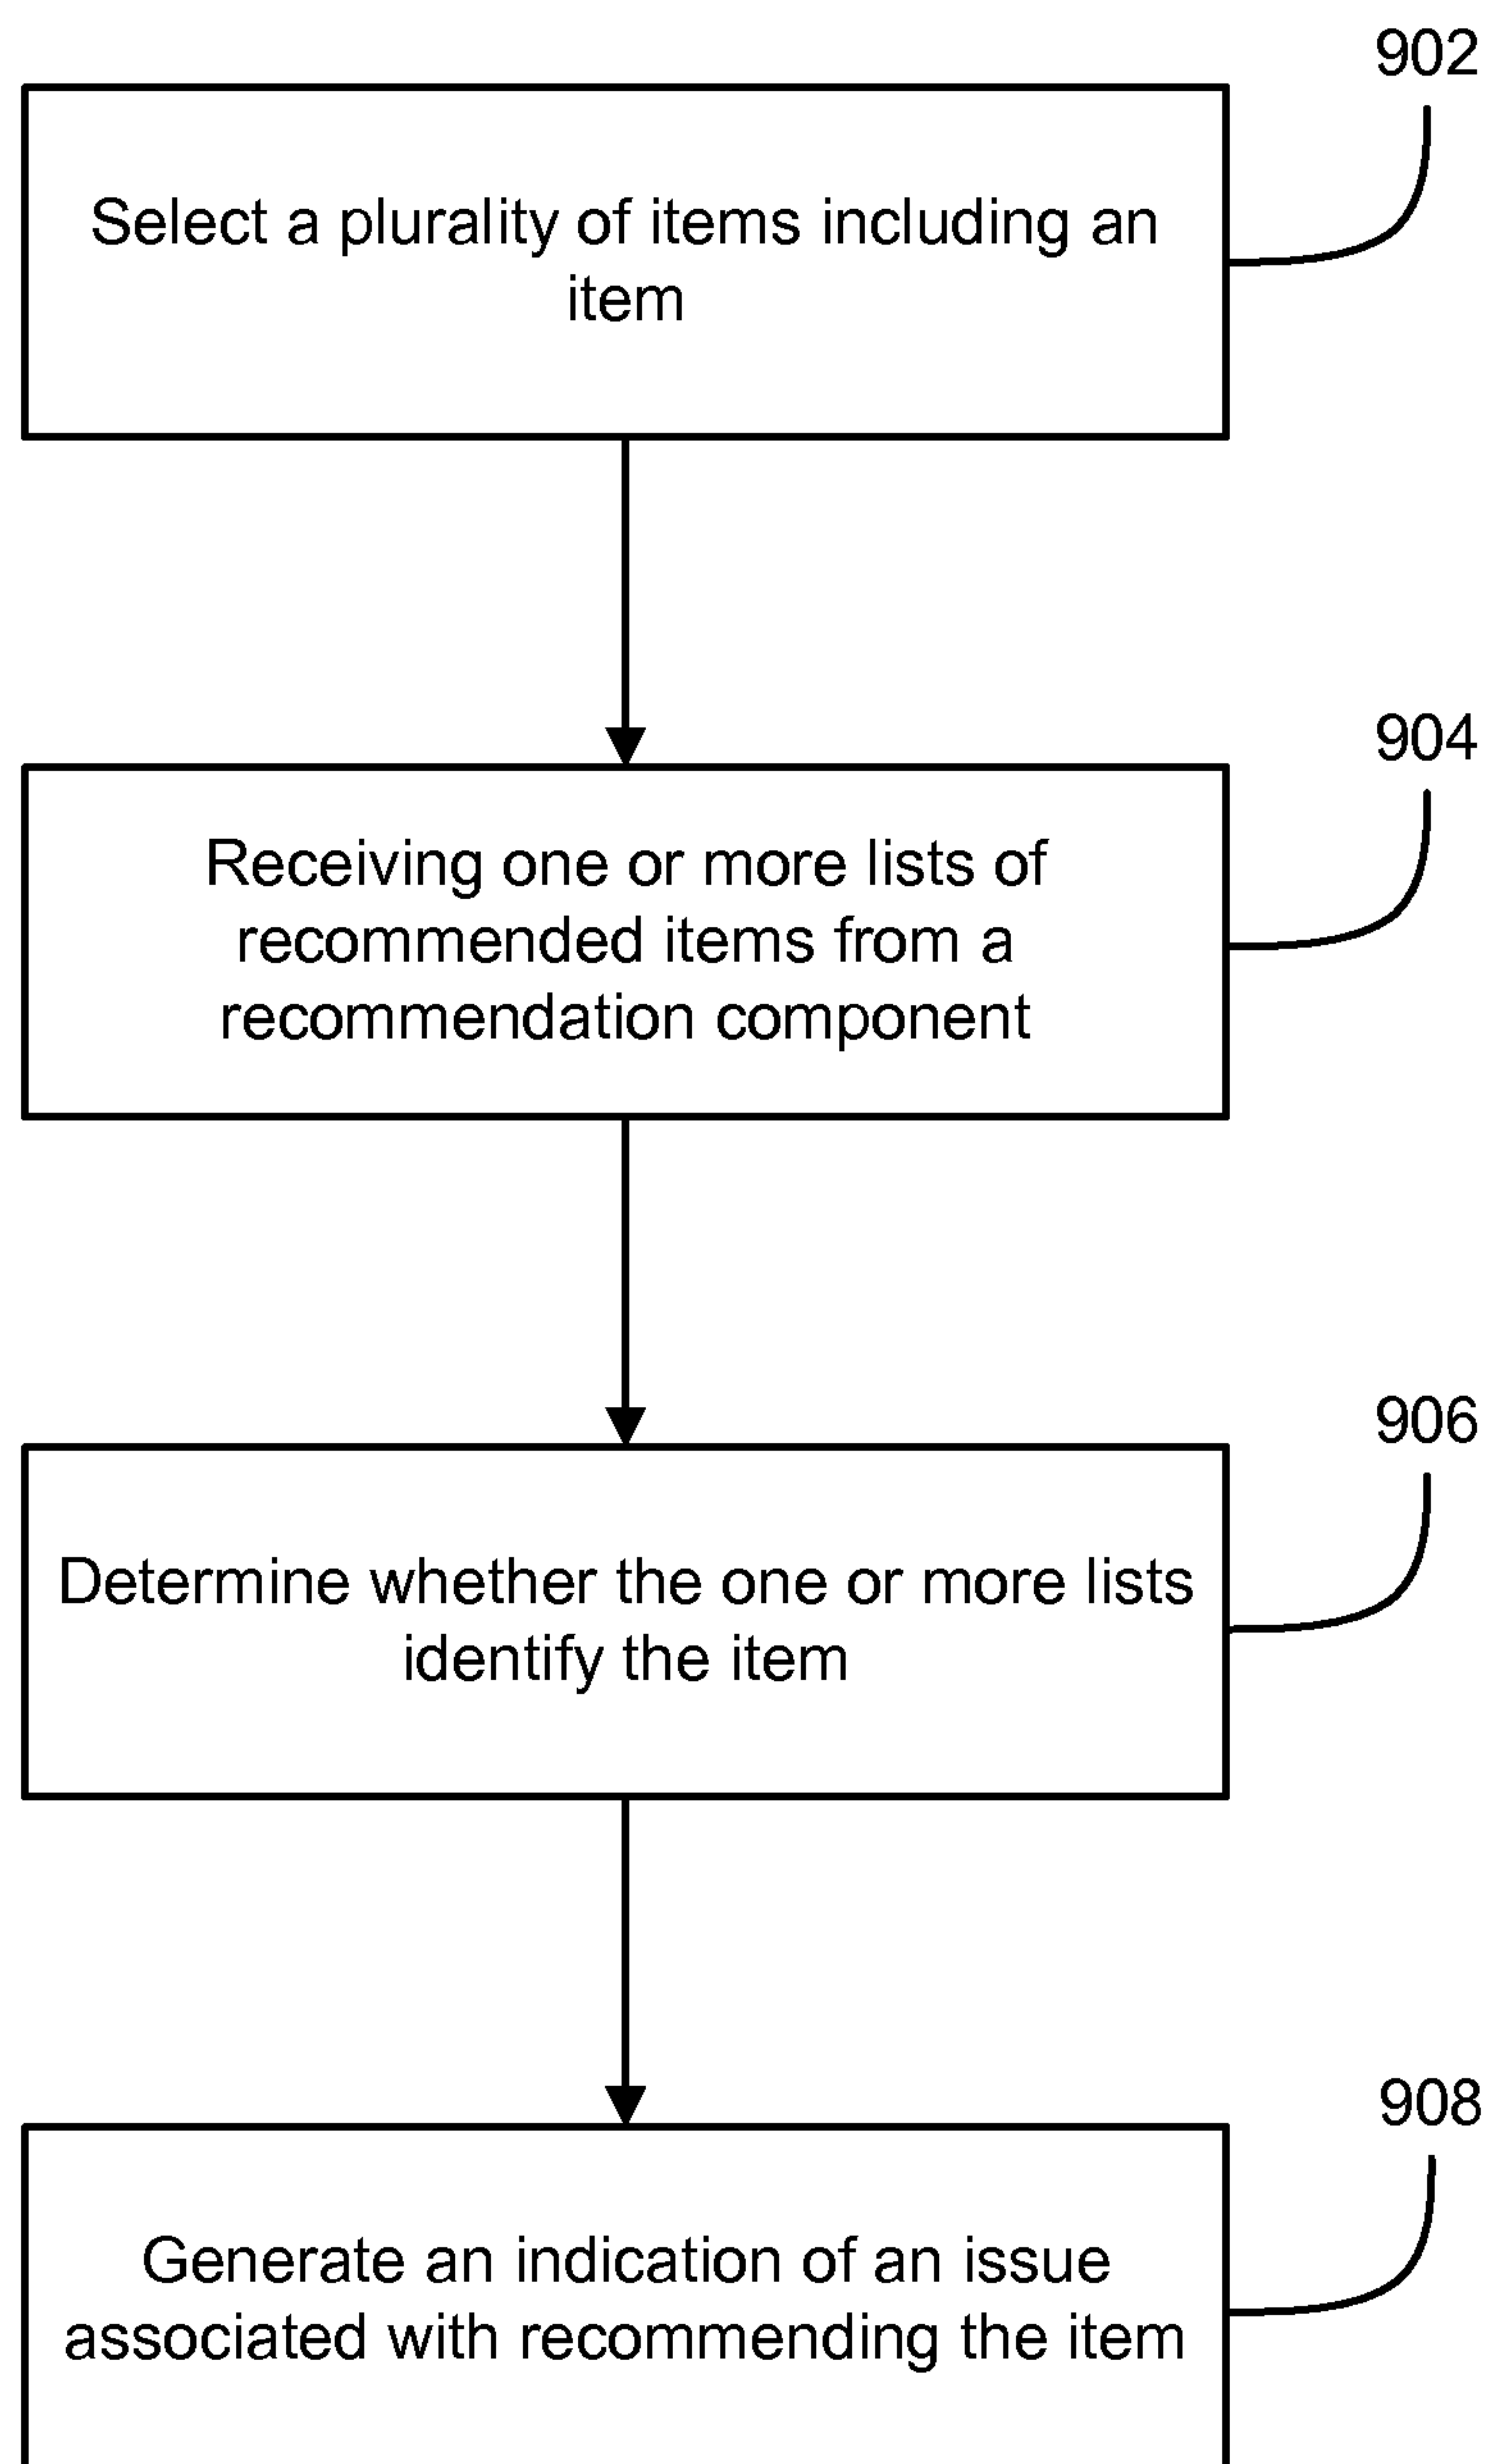 902
Select a plurality of items including an
item
904
Receiving one or more lists of
recommended items from a
recommendation component
906
Determine whether the one or more lists
identify the item
908
Generate an indication of an issue
associated with recommending the item